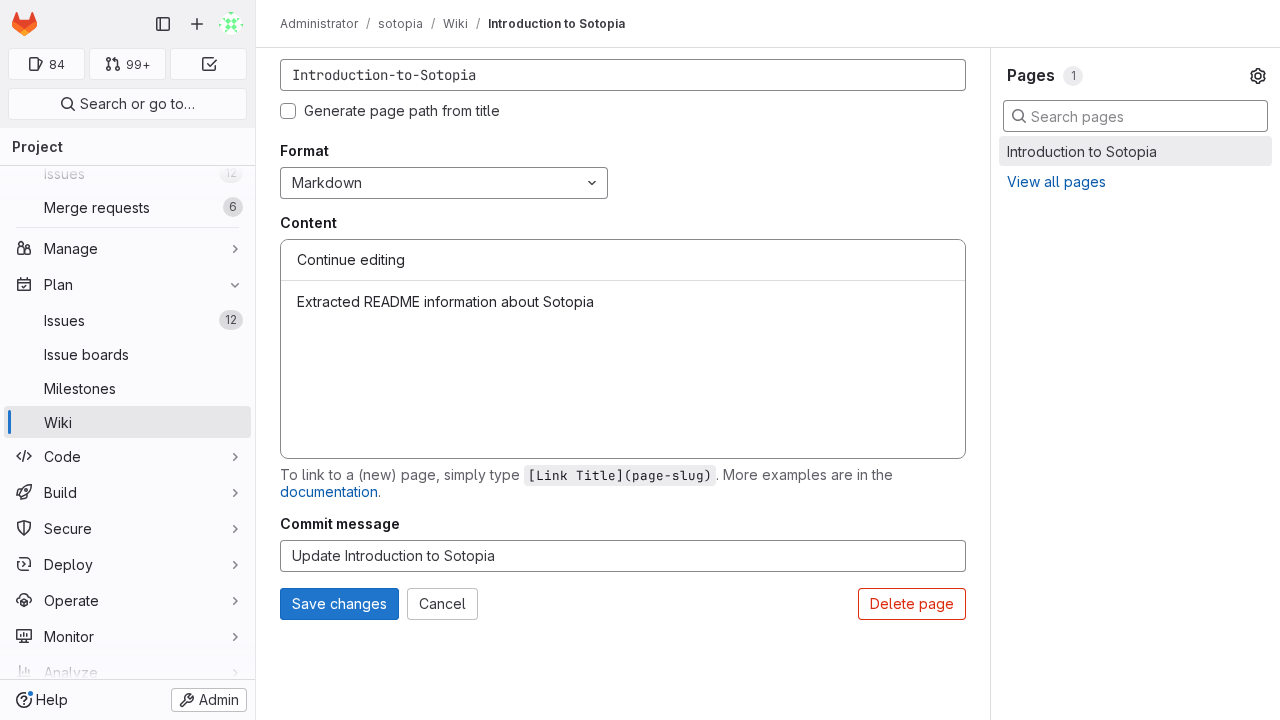 Administrator / sotopia / Wiki / Introduction to Sotopia
84
99+
Search or go to…
Project
Issues 12
Merge requests 6
Manage
Plan
Issues 12
Issue boards
Milestones
Wiki
Code
Build
Secure
Deploy
Operate
Monitor
Analyze
Help
Admin
Introduction-to-Sotopia
Generate page path from title
Format
Markdown
Content
Continue editing
Extracted README information about Sotopia
To link to a (new) page, simply type [Link Title](page-slug). More examples are in the
documentation.
Commit message
Update Introduction to Sotopia
Save changes
Cancel
Delete page
Pages 1
Search pages
Introduction to Sotopia
View all pages